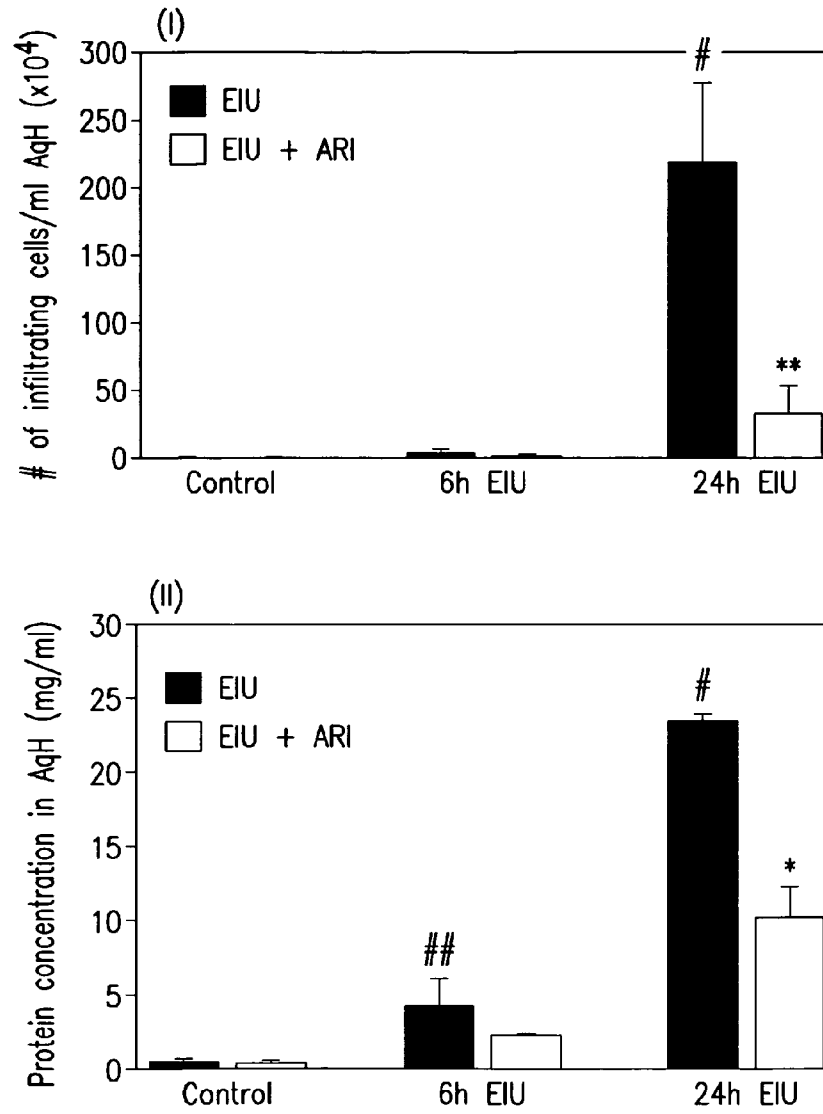 (I)
# of infiltrating cells/ml AqH (x10⁴)
300
250
200
150
100
50
0
EIU
EIU + ARI
#
**
Control 6h EIU 24h EIU
(II)
Protein concentration in AqH (mg/ml)
30
25
20
15
10
5
0
EIU
EIU + ARI
##
#
*
Control 6h EIU 24h EIU